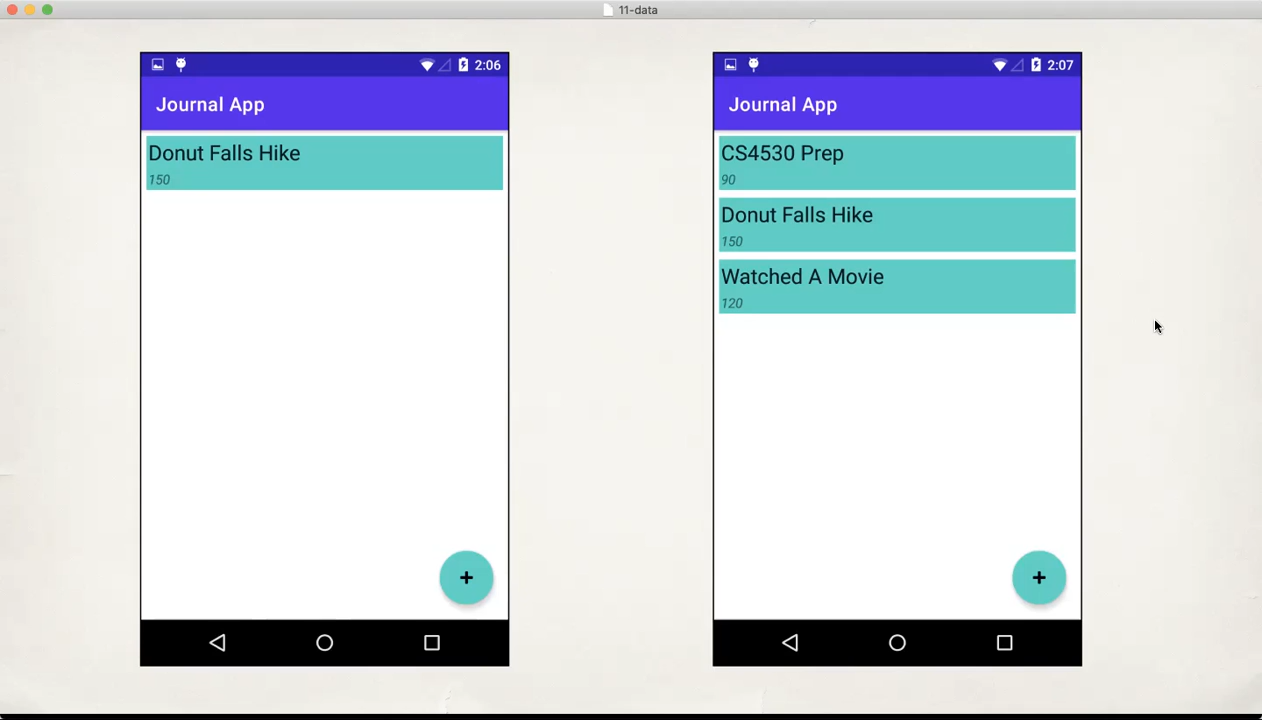 11-data
2:06
Journal App
Donut Falls Hike
150
+
2:07
Journal App
CS4530 Prep
90
Donut Falls Hike
150
Watched A Movie
120
+